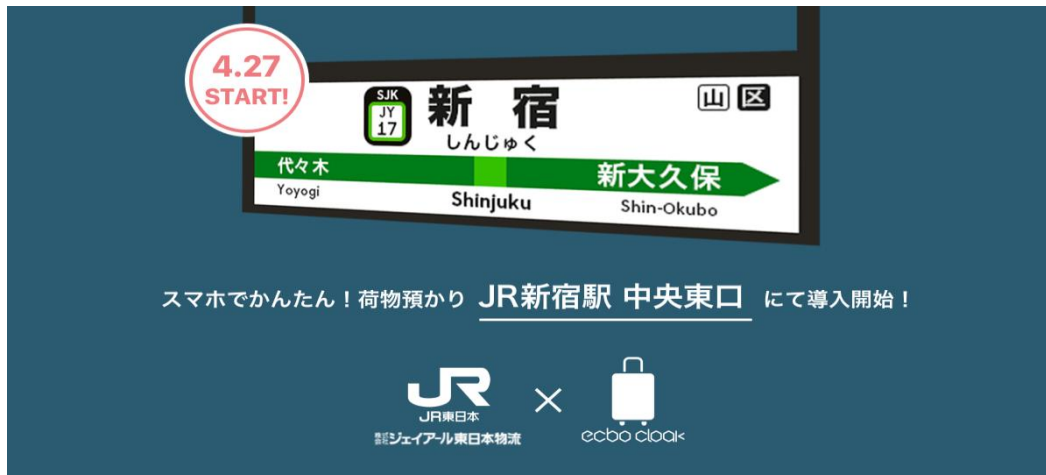 4.27
START!
SJK
JY
17
新宿
しんじゅく
山 区
代々木
Yoyogi
Shinjuku
新大久保
Shin-Okubo
スマホでかんたん!荷物預かり JR新宿駅 中央東口 にて導入開始!
JR
JR東日本
株式会社ジェイアール東日本物流
×
ecbo cloak